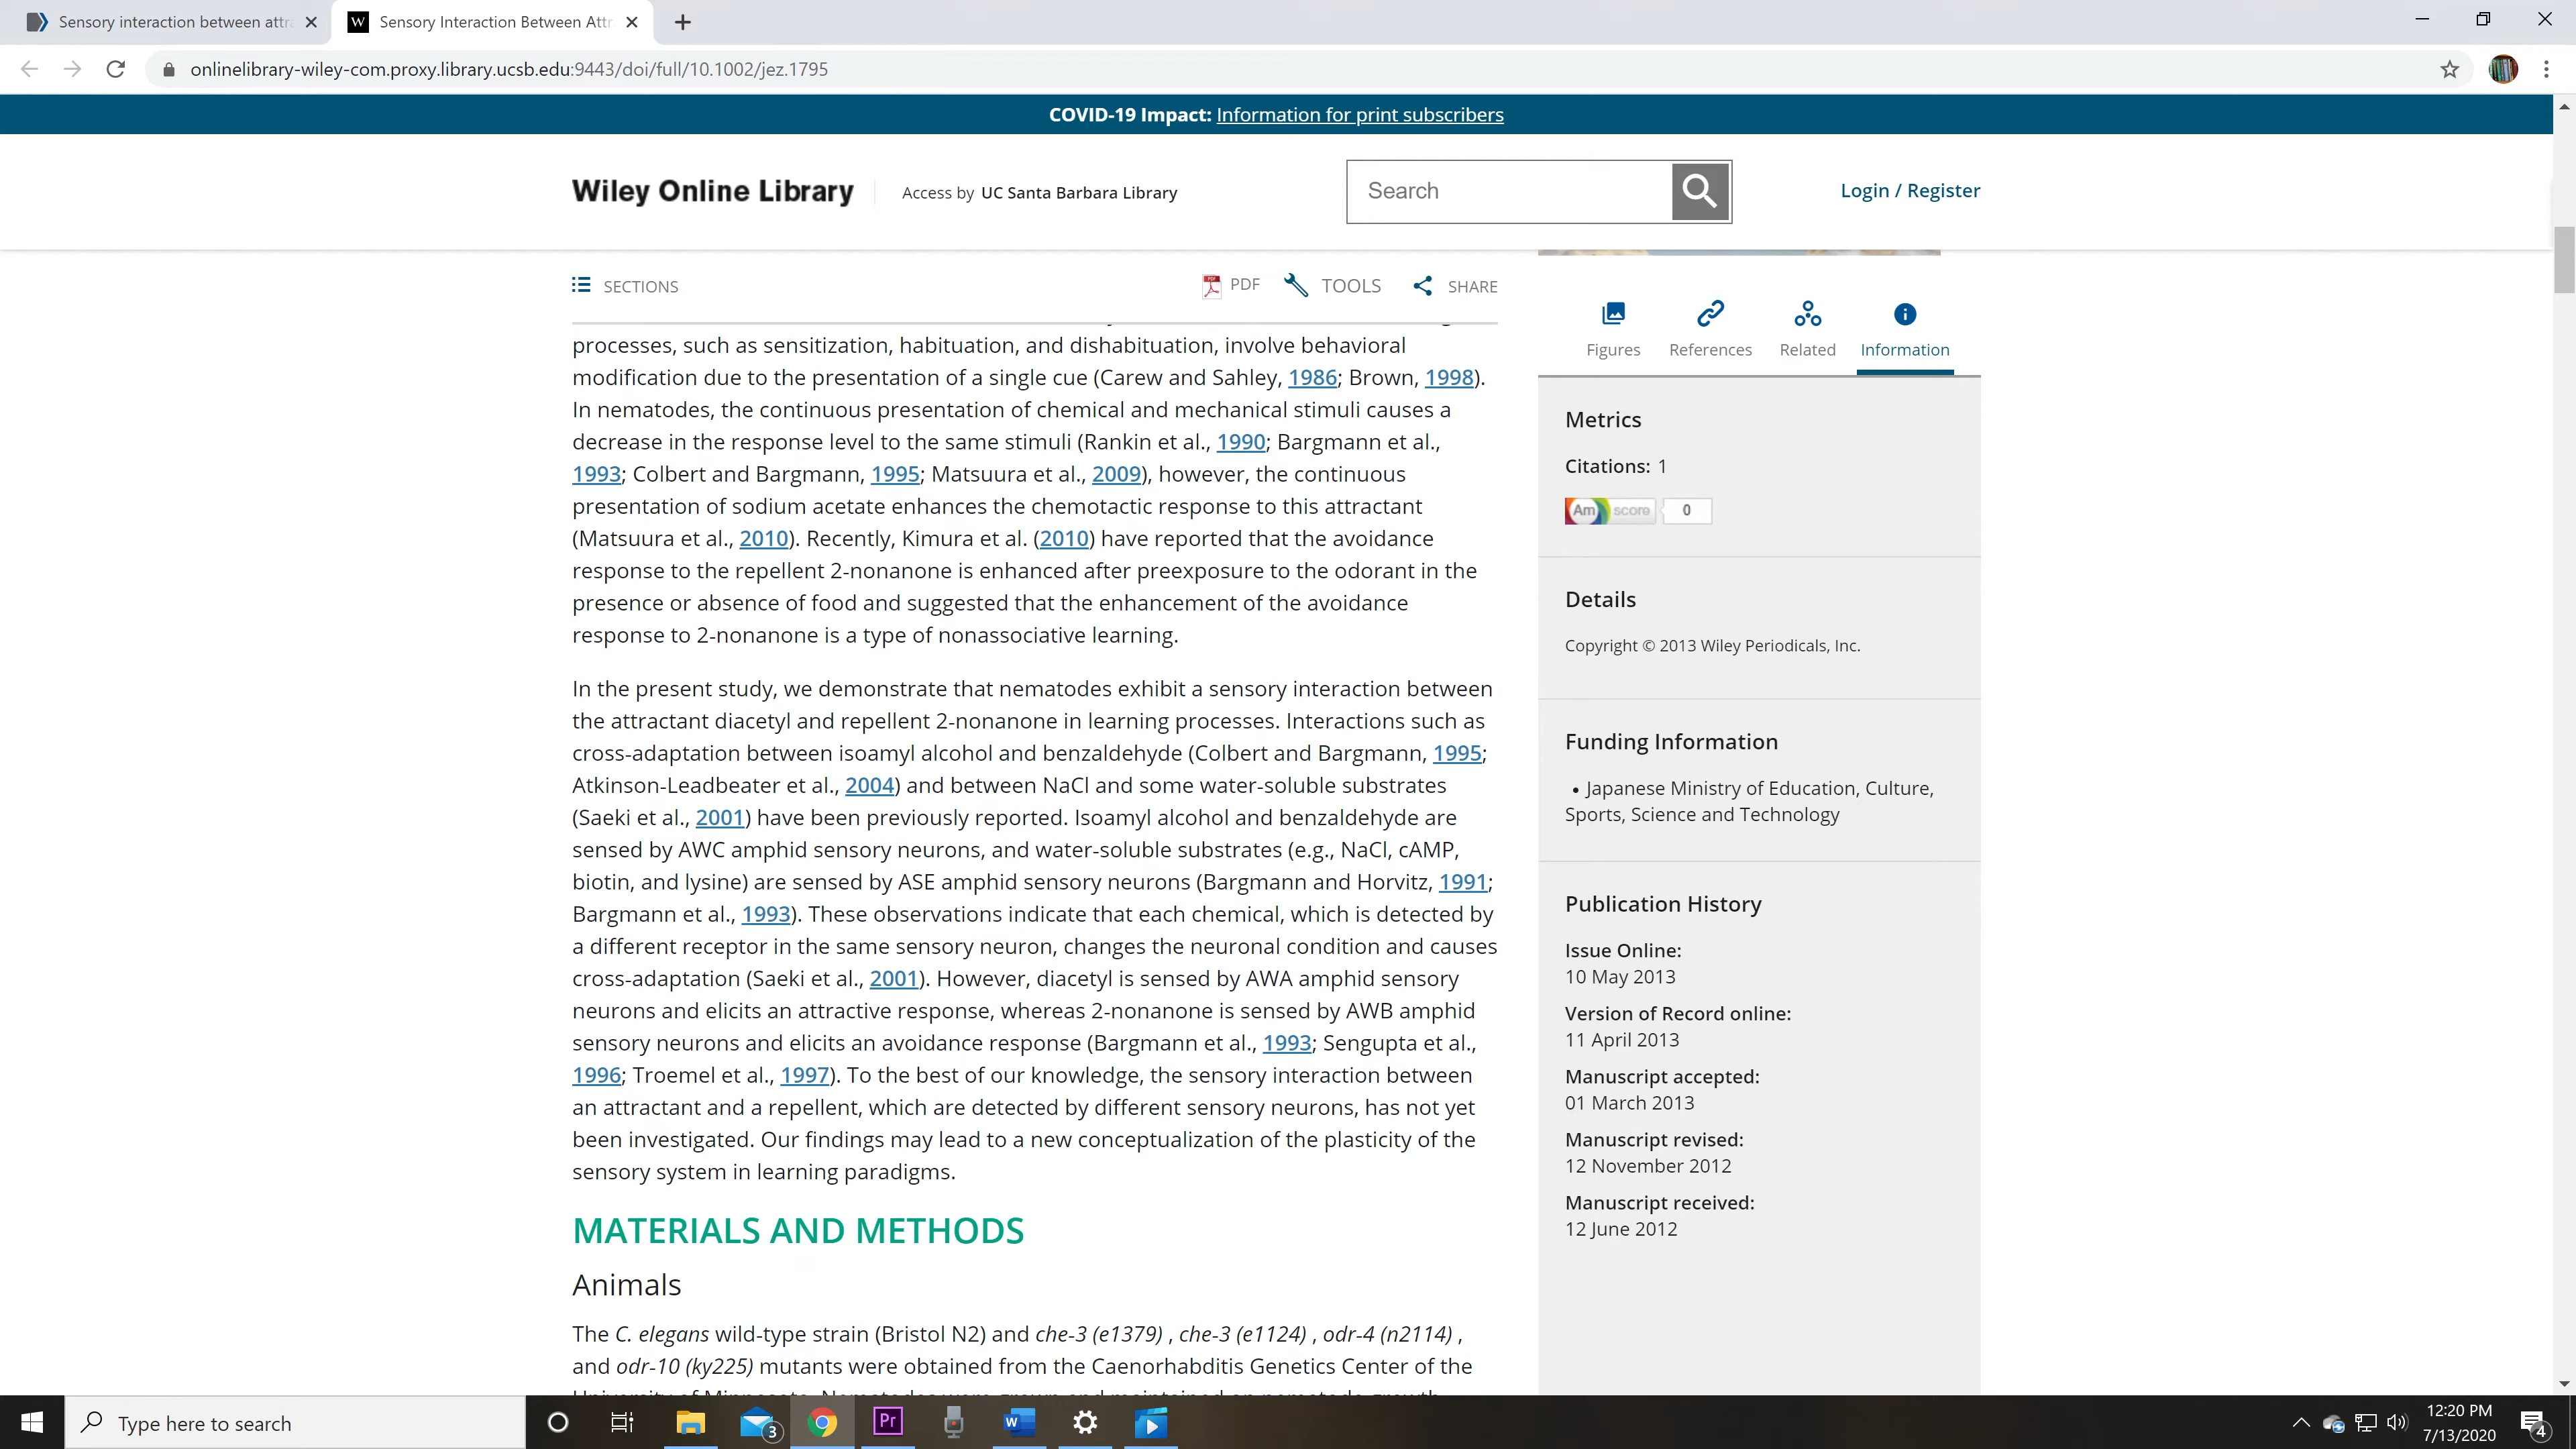 Sensory interaction between attr
Sensory Interaction Between Attr
onlinelibrary-wiley-com.proxy.library.ucsb.edu:9443/doi/full/10.1002/jez.1795
COVID-19 Impact: Information for print subscribers
Wiley Online Library
Access by UC Santa Barbara Library
Search
Login / Register
SECTIONS
PDF
TOOLS
SHARE
processes, such as sensitization, habituation, and dishabituation, involve behavioral
modification due to the presentation of a single cue (Carew and Sahley, 1986; Brown, 1998).
In nematodes, the continuous presentation of chemical and mechanical stimuli causes a
decrease in the response level to the same stimuli (Rankin et al., 1990; Bargmann et al.,
1993; Colbert and Bargmann, 1995; Matsuura et al., 2009), however, the continuous
presentation of sodium acetate enhances the chemotactic response to this attractant
(Matsuura et al., 2010). Recently, Kimura et al. (2010) have reported that the avoidance
response to the repellent 2-nonanone is enhanced after preexposure to the odorant in the
presence or absence of food and suggested that the enhancement of the avoidance
response to 2-nonanone is a type of nonassociative learning.
In the present study, we demonstrate that nematodes exhibit a sensory interaction between
the attractant diacetyl and repellent 2-nonanone in learning processes. Interactions such as
cross-adaptation between isoamyl alcohol and benzaldehyde (Colbert and Bargmann, 1995;
Atkinson-Leadbeater et al., 2004) and between NaCl and some water-soluble substrates
(Saeki et al., 2001) have been previously reported. Isoamyl alcohol and benzaldehyde are
sensed by AWC amphid sensory neurons, and water-soluble substrates (e.g., NaCl, cAMP,
biotin, and lysine) are sensed by ASE amphid sensory neurons (Bargmann and Horvitz, 1991;
Bargmann et al., 1993). These observations indicate that each chemical, which is detected by
a different receptor in the same sensory neuron, changes the neuronal condition and causes
cross-adaptation (Saeki et al., 2001). However, diacetyl is sensed by AWA amphid sensory
neurons and elicits an attractive response, whereas 2-nonanone is sensed by AWB amphid
sensory neurons and elicits an avoidance response (Bargmann et al., 1993; Sengupta et al.,
1996; Troemel et al., 1997). To the best of our knowledge, the sensory interaction between
an attractant and a repellent, which are detected by different sensory neurons, has not yet
been investigated. Our findings may lead to a new conceptualization of the plasticity of the
sensory system in learning paradigms.
MATERIALS AND METHODS
Animals
The C. elegans wild-type strain (Bristol N2) and che-3 (e1379) , che-3 (e1124) , odr-4 (n2114) ,
and odr-10 (ky225) mutants were obtained from the Caenorhabditis Genetics Center of the
Figures
References
Related
Information
Metrics
Citations: 1
Am score 0
Details
Copyright © 2013 Wiley Periodicals, Inc.
Funding Information
• Japanese Ministry of Education, Culture,
Sports, Science and Technology
Publication History
Issue Online:
10 May 2013
Version of Record online:
11 April 2013
Manuscript accepted:
01 March 2013
Manuscript revised:
12 November 2012
Manuscript received:
12 June 2012
Type here to search
3
Pr
W
12:20 PM
7/13/2020
4